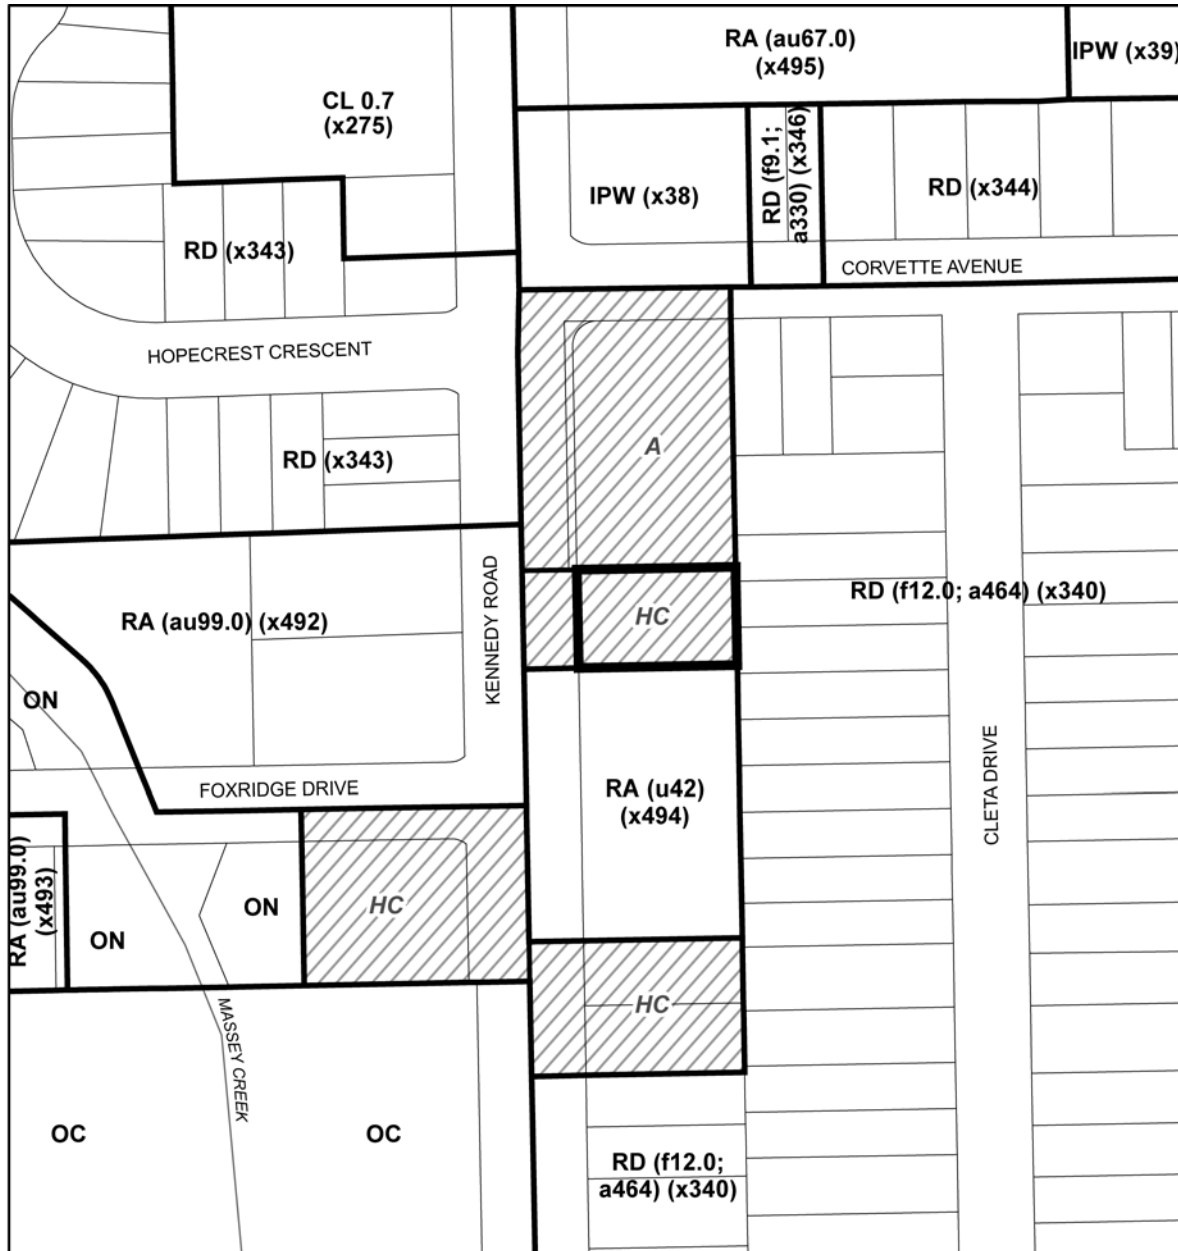 RA (au67.0)
(x495)
IPW (x39)
CL 0.7
(x275)
RD (f9.1;
a330) (x346)
IPW (x38)
RD (x344)
RD (x343)
CORVETTE AVENUE
HOPECREST CRESCENT
A
RD (x343)
KENNEDY ROAD
RD (f12.0; a464) (x340)
HC
RA (au99.0) (x492)
ON
FOXRIDGE DRIVE
RA (u42)
(x494)
CLETA DRIVE
RA (au99.0)
(x493)
ON
HC
ON
HC
MASSEY CREEK
OC
OC
RD (f12.0;
a464) (x340)